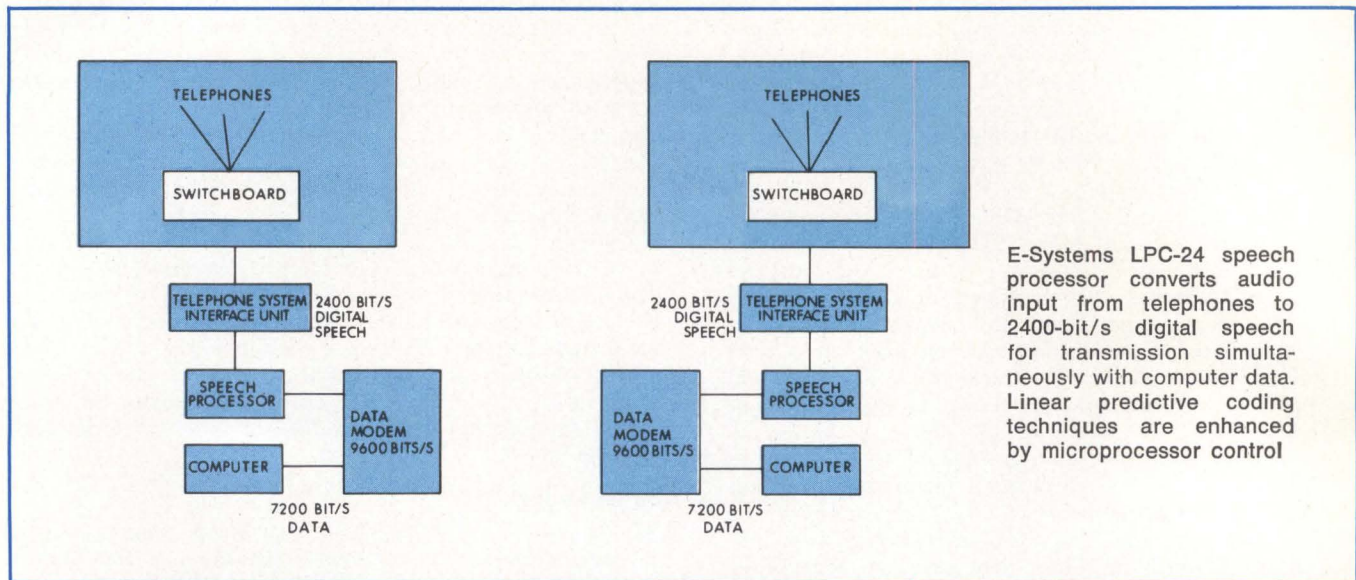 TELEPHONES
SWITCHBOARD
TELEPHONE SYSTEM
INTERFACE UNIT
2400 BIT/S
DIGITAL
SPEECH
SPEECH
PROCESSOR
DATA
MODEM
9600 BITS/S
COMPUTER
7200 BIT/S
DATA
TELEPHONES
SWITCHBOARD
2400 BIT/S
DIGITAL
SPEECH
TELEPHONE SYSTEM
INTERFACE UNIT
SPEECH
PROCESSOR
DATA
MODEM
9600 BITS/S
COMPUTER
7200 BIT/S
DATA
E-Systems LPC-24 speech
processor converts audio
input from telephones to
2400-bit/s digital speech
for transmission simulta-
neously with computer data.
Linear predictive coding
techniques are enhanced
by microprocessor control